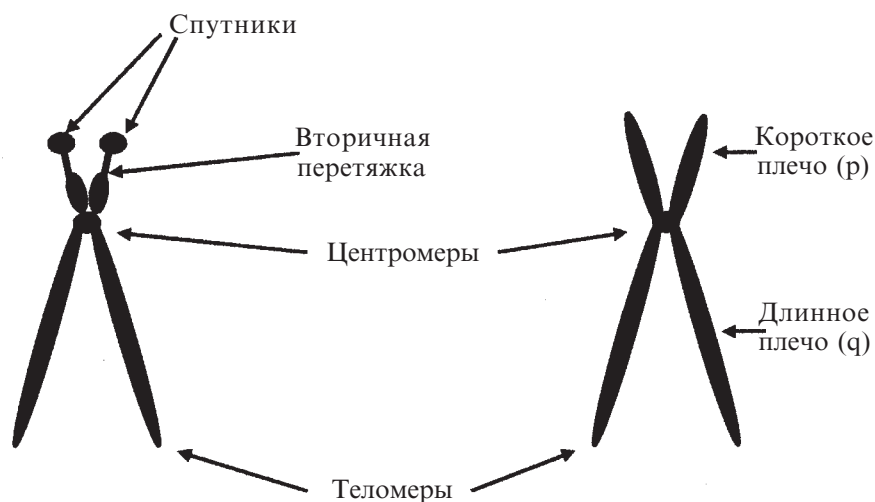 Спутники
Вторичная
перетяжка
Короткое
плечо (p)
Центромеры
Длинное
плечо (q)
Теломеры